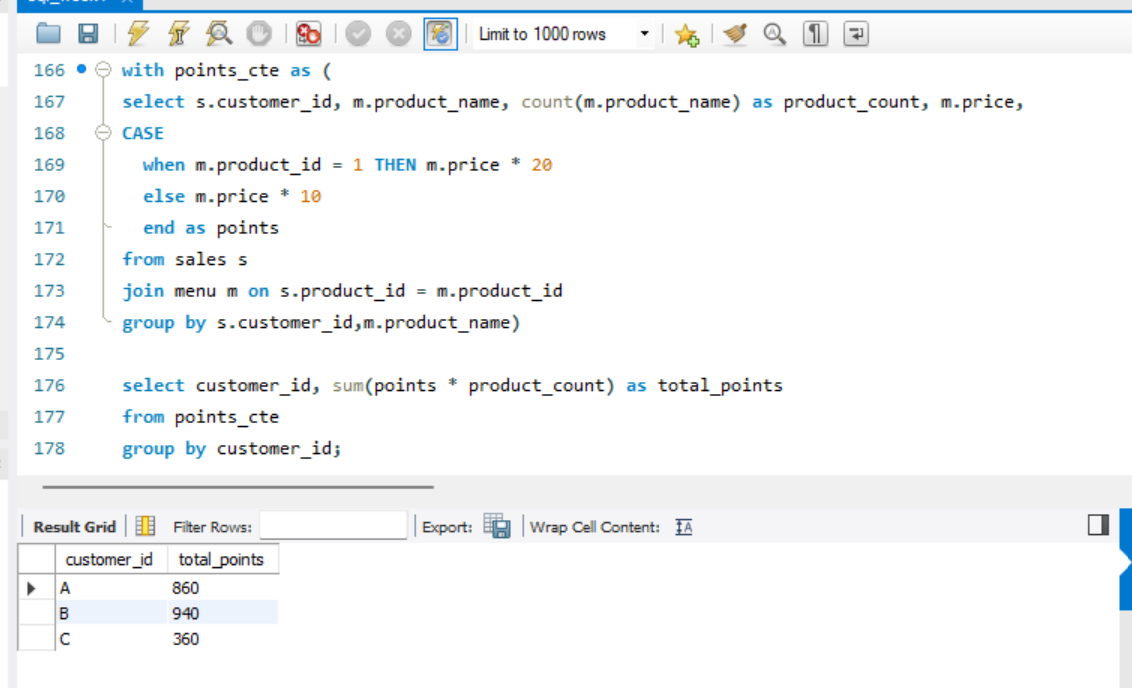 Limit to 1000 rows
166 with points_cte as (
167 select s.customer_id, m.product_name, count(m.product_name) as product_count, m.price,
168 CASE
169 when m.product_id = 1 THEN m.price * 20
170 else m.price * 10
171 end as points
172 from sales s
173 join menu m on s.product_id = m.product_id
174 group by s.customer_id,m.product_name)
175
176 select customer_id, sum(points * product_count) as total_points
177 from points_cte
178 group by customer_id;
Result Grid Filter Rows: Export: Wrap Cell Content: IA
customer_id total_points
A 860
B 940
C 360